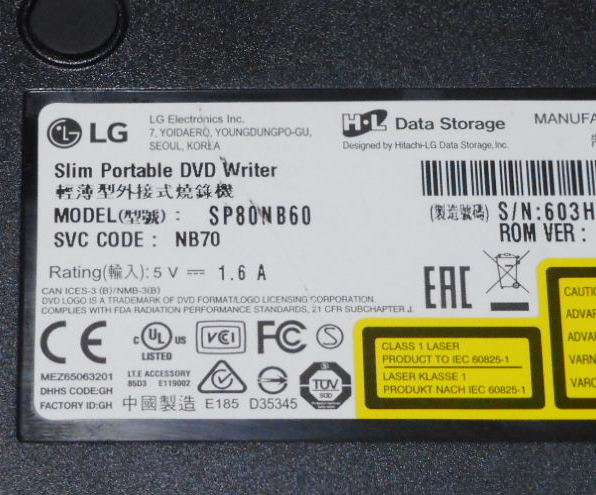 LG
LG Electronics Inc.
7, YOIDAERO, YOUNGDUNGPO-GU,
SEOUL, KOREA
H·L Data Storage
Designed by Hitachi-LG Data Storage, Inc.
MANUFA
Slim Portable DVD Writer
輕薄型外接式燒錄機
MODEL(型號) : SP80NB60
SVC CODE : NB70
(製造號碼) S/N:603H
ROM VER :
Rating(輸入): 5 V ⎓ 1.6 A
CAN ICES-3 (B)/NMB-3(B)
DVD LOGO IS A TRADEMARK OF DVD FORMAT/LOGO LICENSING CORPORATION.
COMPLIES WITH FDA RADIATION PERFORMANCE STANDARDS, 21 CFR SUBCHAPTER J.
EAC
CE
c UL US
LISTED
VCI
FC
I.T.E ACCESSORY
85D3 E119002
MEZ65063201
DHHS CODE:GH
FACTORY ID:GH
中國製造 E185 D35345
TÜV
CLASS 1 LASER
PRODUCT TO IEC 60825-1
LASER KLASSE 1
PRODUKT NACH IEC 60825-1
CAUTIO
ADVAR
ADVA
VARN
VARO